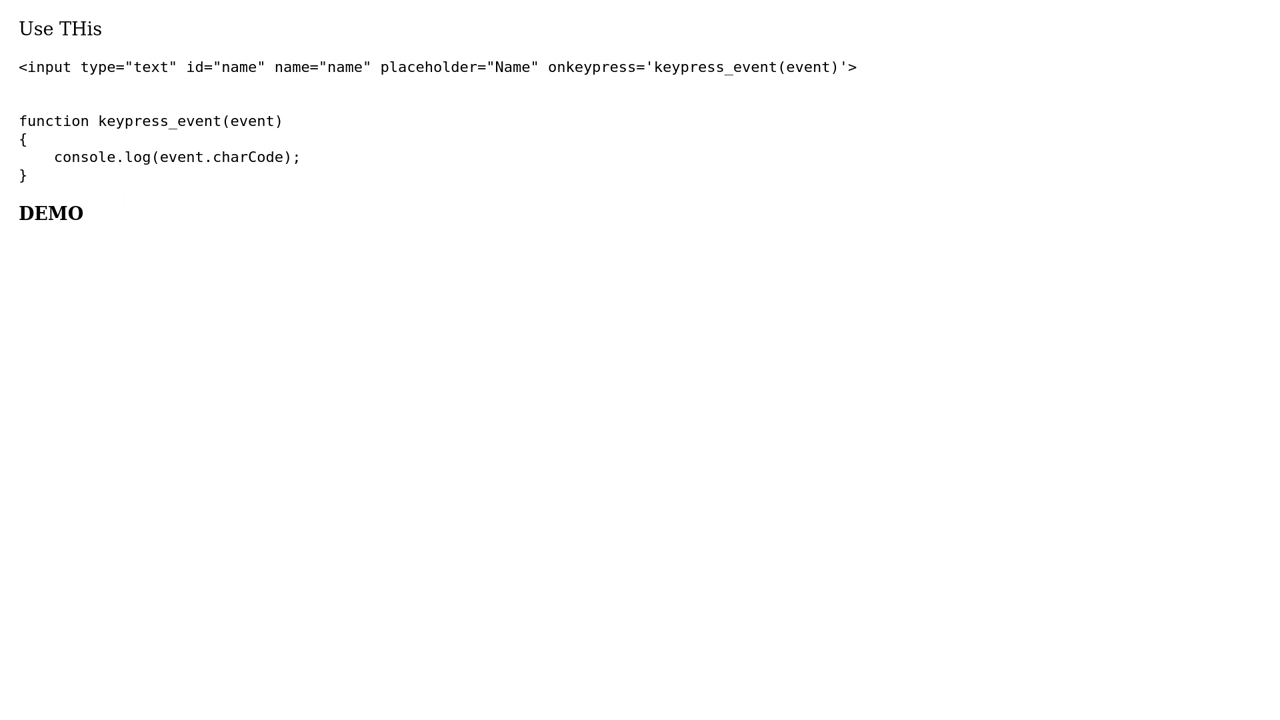 Use THis
<input type="text" id="name" name="name" placeholder="Name" onkeypress='keypress_event(event)'>
function keypress_event(event)
{
    console.log(event.charCode);
}
DEMO